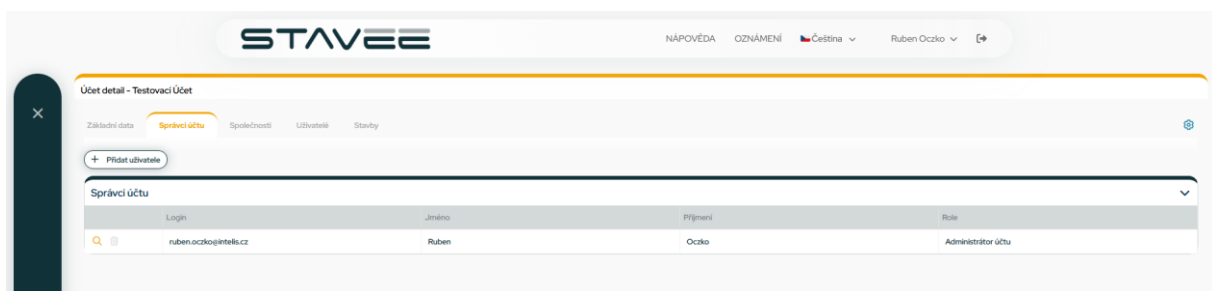 STAVEE
NÁPOVĚDA OZNÁMENÍ Čeština Ruben Oczko
Účet detail - Testovací Účet
Základní data Správci účtu Společnosti Uživatelé Stavby
+ Přidat uživatele
Správci účtu
Login Jméno Příjmení Role
ruben.oczko@intelis.cz Ruben Oczko Administrátor účtu